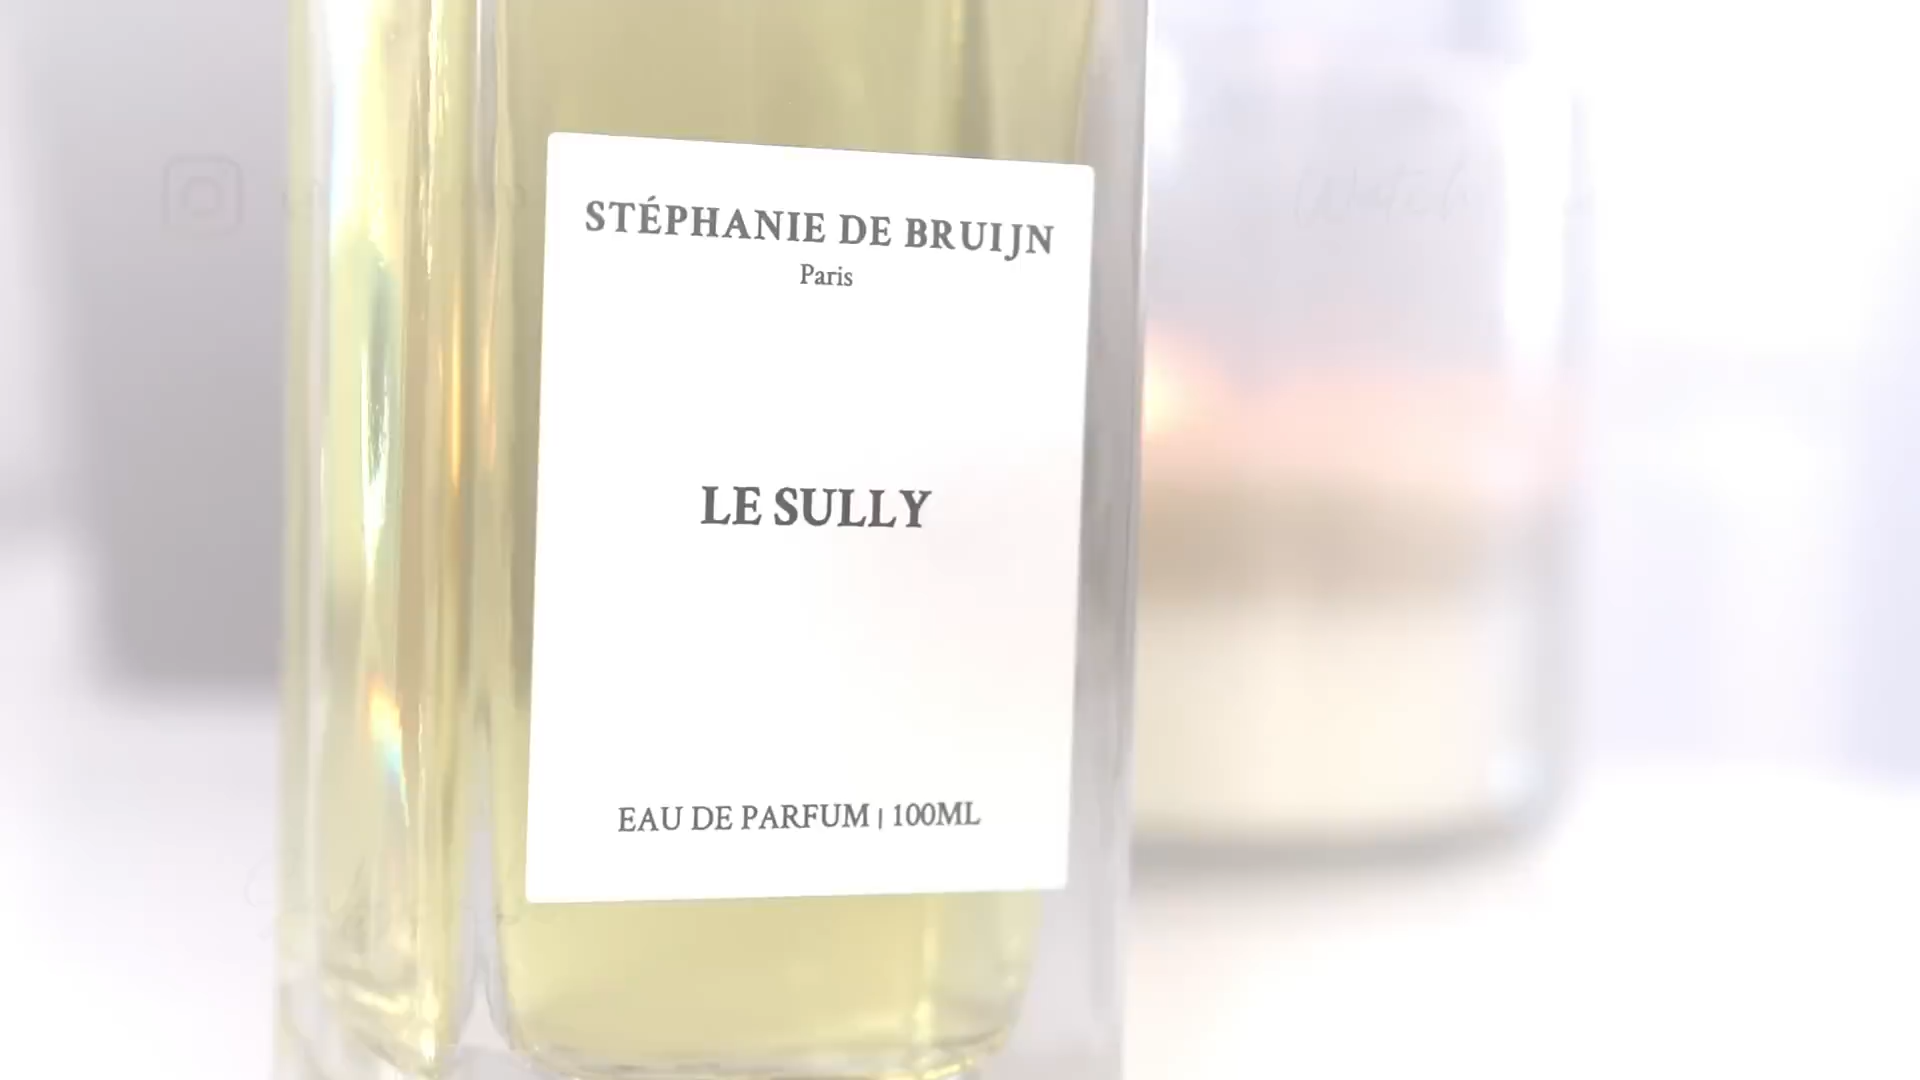 STÉPHANIE DE BRUIJN
Paris
LE SULLY
EAU DE PARFUM | 100ML